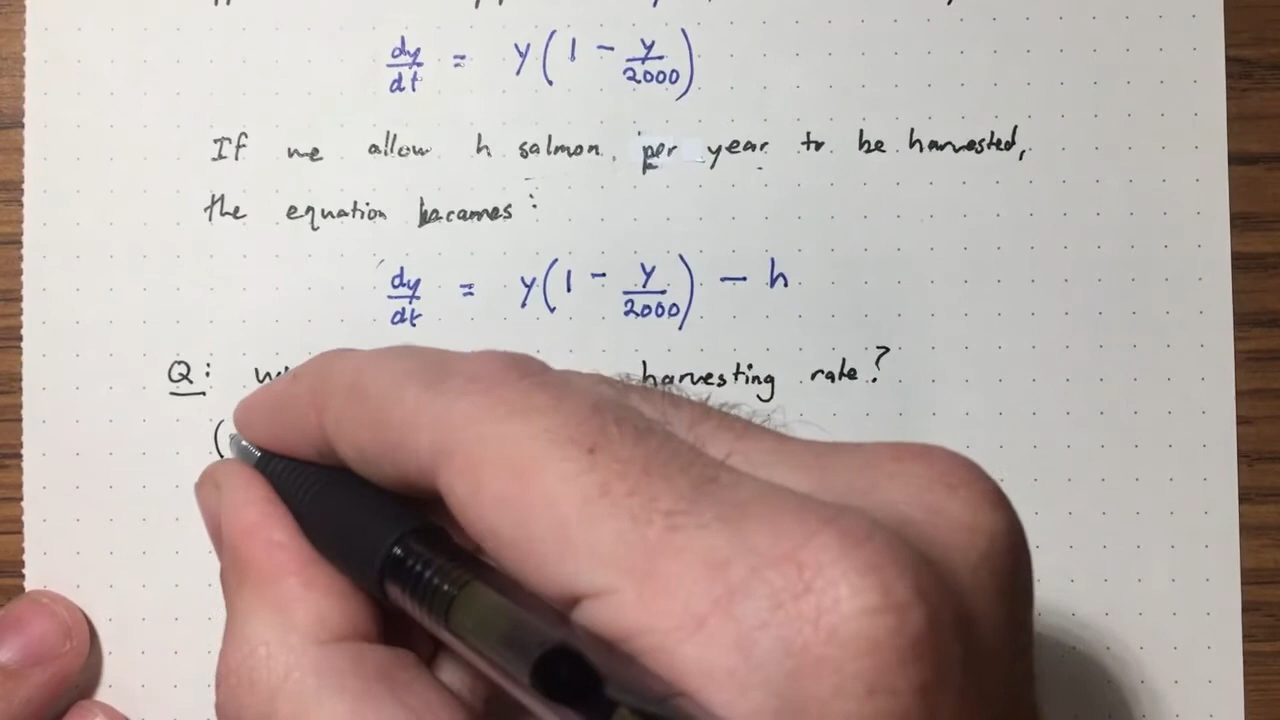 dy/dt = y(1 - y/2000)
If we allow h salmon per year to be harvested,
the equation becomes:
dy/dt = y(1 - y/2000) - h
Q: harvesting rate?
(